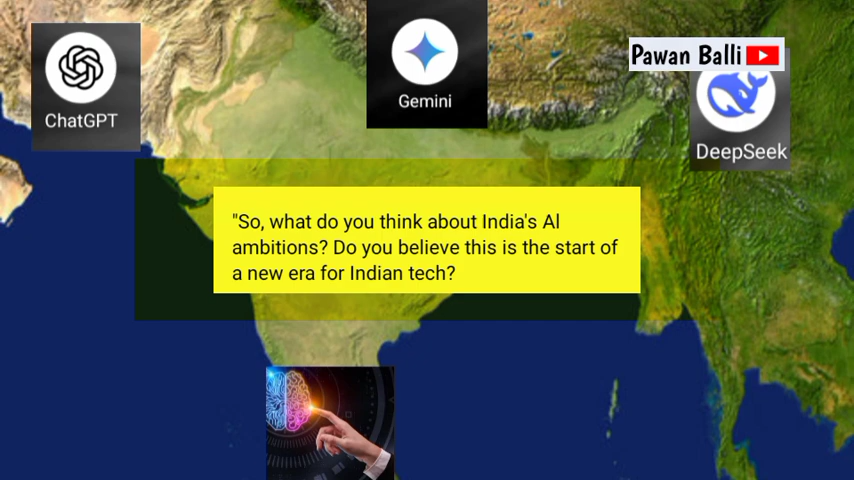 Pawan Balli
ChatGPT
Gemini
DeepSeek
"So, what do you think about India's AI
ambitions? Do you believe this is the start of
a new era for Indian tech?